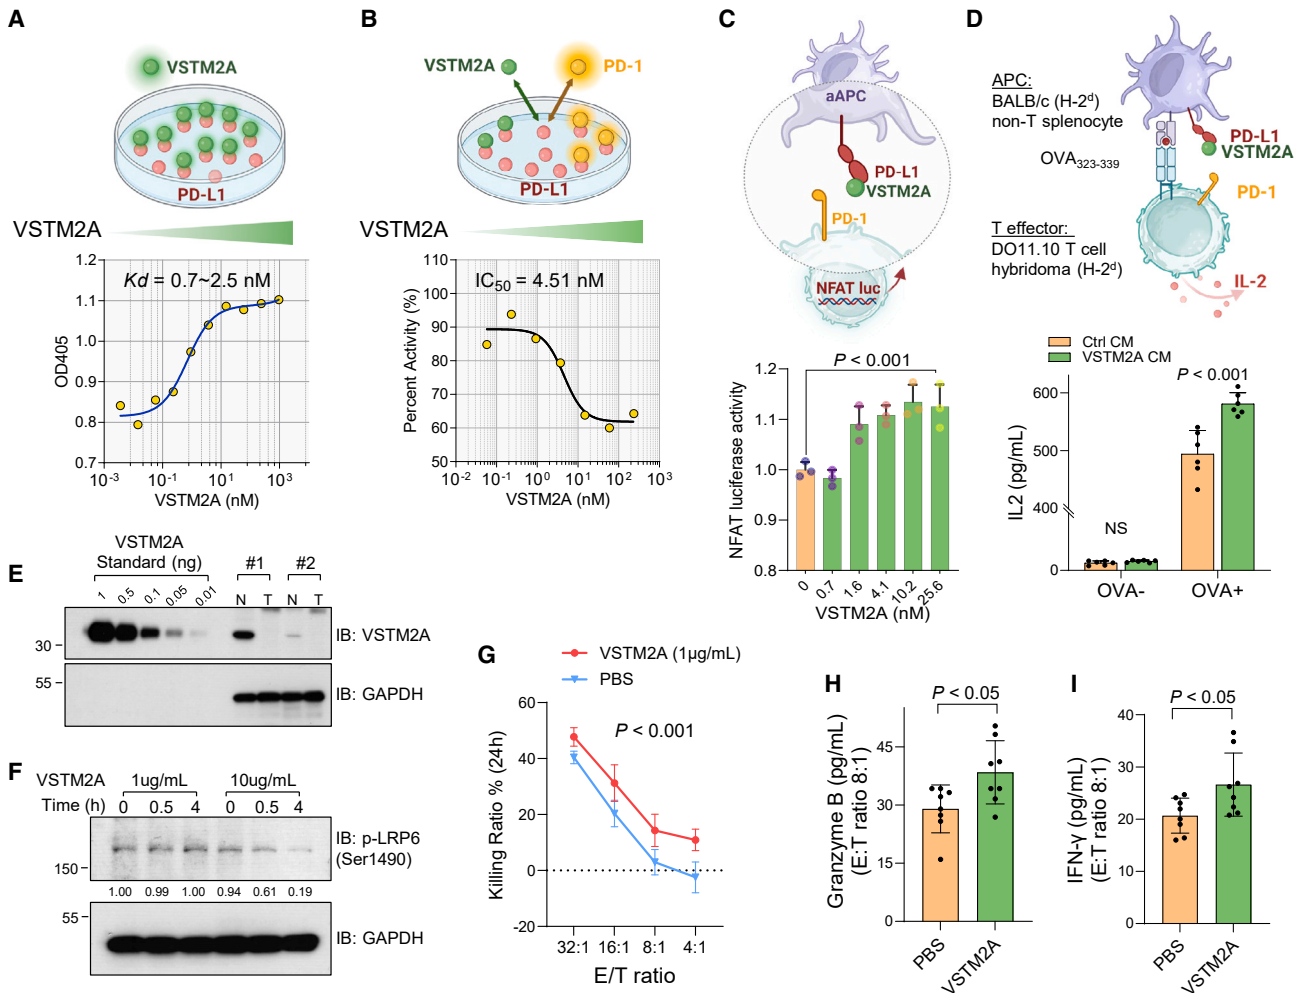 A
VSTM2A
PD-L1
VSTM2A
Kd = 0.7~2.5 nM
1.2
1.1
1.0
0.9
0.8
0.7
OD405
10-3
10-1
101
103
VSTM2A (nM)
B
VSTM2A
PD-1
PD-L1
VSTM2A
IC50 = 4.51 nM
110
100
90
80
70
60
50
Percent Activity (%)
10-2
10-1
100
101
102
103
VSTM2A (nM)
C
aAPC
PD-L1
VSTM2A
PD-1
NFAT luc
P < 0.001
1.2
1.1
1.0
0.9
0.8
NFAT luciferase activity
0
0.7
1.6
4.1
10.2
25.6
VSTM2A (nM)
D
APC:
BALB/c (H-2d)
non-T splenocyte
OVA323-339
PD-L1
VSTM2A
PD-1
T effector:
DO11.10 T cell
hybridoma (H-2d)
IL-2
Ctrl CM
VSTM2A CM
P < 0.001
600
500
400
0
IL2 (pg/mL)
NS
OVA-
OVA+
E
VSTM2A
Standard (ng)
#1
#2
1
0.5
0.1
0.05
0.01
N
T
N
T
30
IB: VSTM2A
55
IB: GAPDH
F
VSTM2A
1ug/mL
10ug/mL
Time (h)
0
0.5
4
0
0.5
4
IB: p-LRP6
(Ser1490)
150
1.00
0.99
1.00
0.94
0.61
0.19
55
IB: GAPDH
G
VSTM2A (1µg/mL)
PBS
P < 0.001
60
40
20
0
-20
Killing Ratio % (24h)
32:1
16:1
8:1
4:1
E/T ratio
H
P < 0.05
45
30
15
0
Granzyme B (pg/mL)
(E:T ratio 8:1)
PBS
VSTM2A
I
P < 0.05
40
30
20
10
0
IFN-γ (pg/mL)
(E:T ratio 8:1)
PBS
VSTM2A